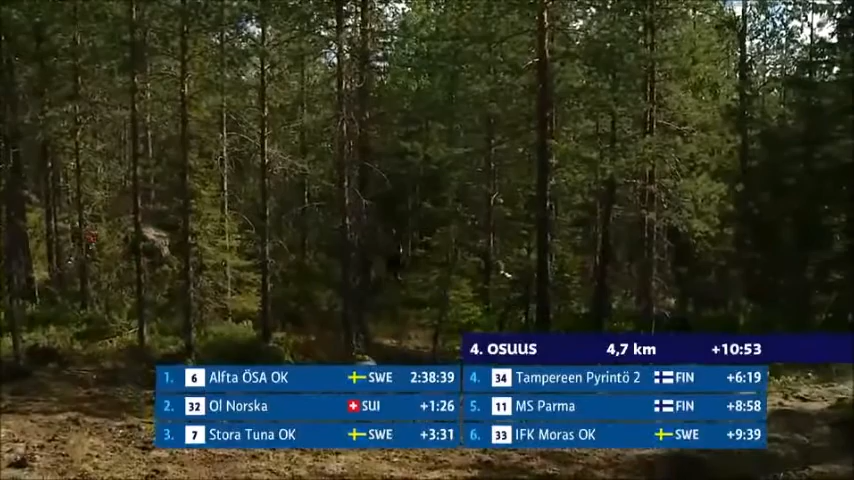 4. OSUUS 4,7 km +10:53
1. 6 Alfta ÖSA OK SWE 2:38:39
2. 32 Ol Norska SUI +1:26
3. 7 Stora Tuna OK SWE +3:31
4. 34 Tampereen Pyrintö 2 FIN +6:19
5. 11 MS Parma FIN +8:58
6. 33 IFK Moras OK SWE +9:39